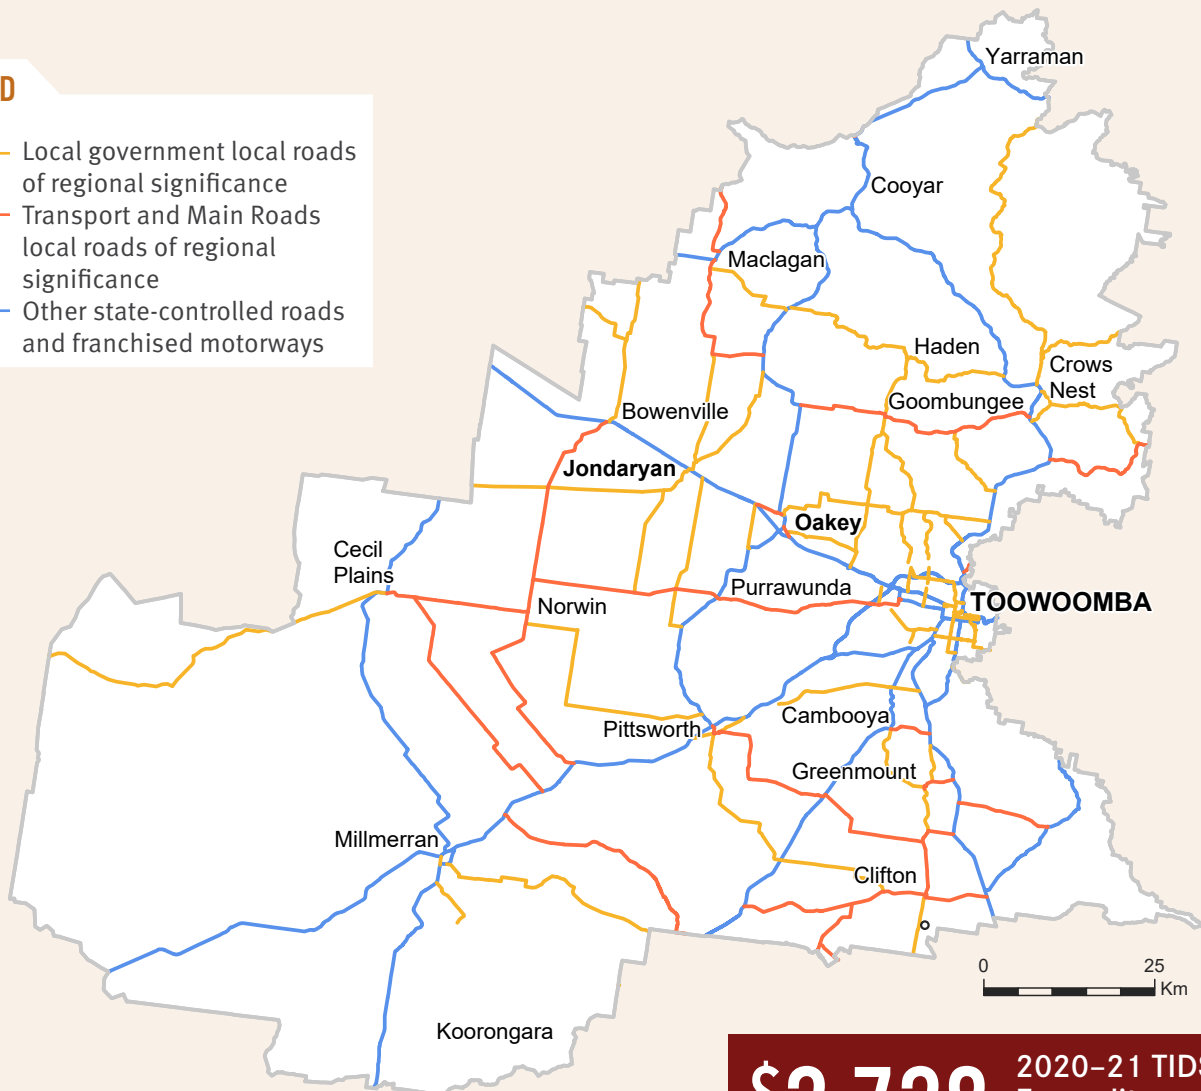 D
Local government local roads
of regional significance
Transport and Main Roads
local roads of regional
significance
Other state-controlled roads
and franchised motorways
Yarraman
Cooyar
Maclagan
Haden
Crows
Nest
Goombungee
Bowenville
Jondaryan
Oakey
Cecil
Plains
Purrawunda
Norwin
TOOWOOMBA
Cambooya
Pittsworth
Greenmount
Millmerran
Clifton
0 25
Km
Koorongara
2020–21 TIDS